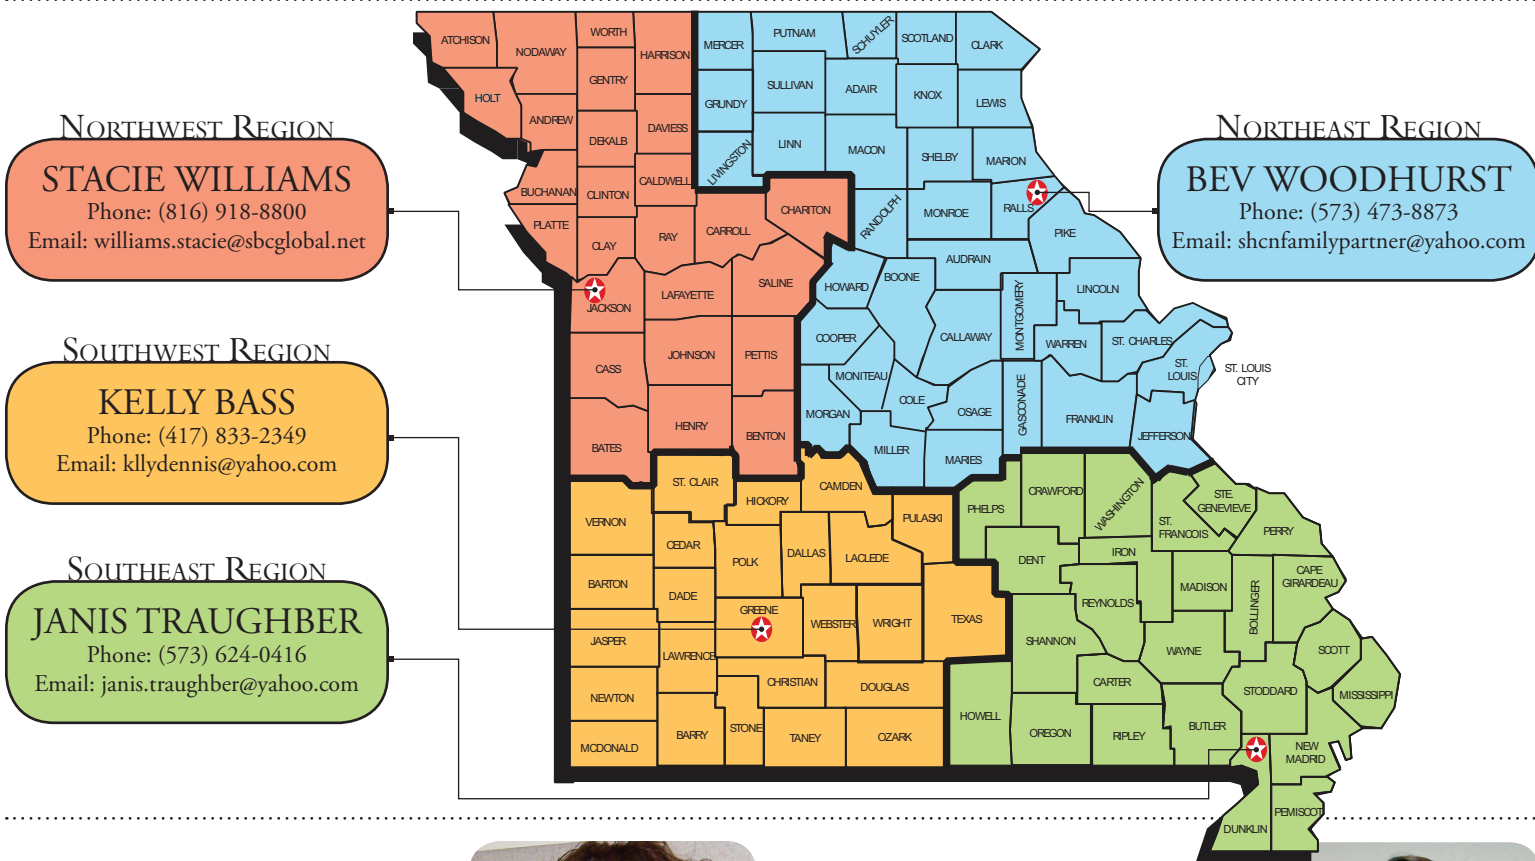 NORTHWEST REGION
STACIE WILLIAMS
Phone: (816) 918-8800
Email: williams.stacie@sbcglobal.net
SOUTHWEST REGION
KELLY BASS
Phone: (417) 833-2349
Email: kllydennis@yahoo.com
SOUTHEAST REGION
JANIS TRAUGHBER
Phone: (573) 624-0416
Email: janis.traughber@yahoo.com
NORTHEAST REGION
BEV WOODHURST
Phone: (573) 473-8873
Email: shcnfamilypartner@yahoo.com
ATCHISON
NODAWAY
WORTH
HARRISON
GENTRY
HOLT
ANDREW
DEKALB
DAVIESS
BUCHANAN
CLINTON
CALDWELL
PLATTE
CLAY
RAY
CARROLL
CHARITON
JACKSON
LAFAYETTE
SALINE
CASS
JOHNSON
PETTIS
BATES
HENRY
BENTON
MERCER
PUTNAM
SCHUYLER
SCOTLAND
CLARK
GRUNDY
SULLIVAN
ADAIR
KNOX
LEWIS
LIVINGSTON
LINN
MACON
SHELBY
MARION
RANDOLPH
MONROE
RALLS
PIKE
AUDRAIN
HOWARD
BOONE
MONTGOMERY
LINCOLN
COOPER
CALLAWAY
WARREN
ST. CHARLES
ST.
LOUIS
ST. LOUIS
CITY
MONITEAU
MORGAN
COLE
OSAGE
GASCONADE
FRANKLIN
JEFFERSON
MILLER
MARIES
ST. CLAIR
HICKORY
CAMDEN
PULASKI
VERNON
CEDAR
POLK
DALLAS
LACLEDE
BARTON
DADE
GREENE
WEBSTER
WRIGHT
TEXAS
JASPER
LAWRENCE
NEWTON
CHRISTIAN
DOUGLAS
MCDONALD
BARRY
STONE
TANEY
OZARK
PHELPS
CRAWFORD
WASHINGTON
STE.
GENEVIEVE
ST.
FRANCOIS
PERRY
DENT
IRON
MADISON
BOLLINGER
CAPE
GIRARDEAU
REYNOLDS
SHANNON
WAYNE
SCOTT
CARTER
STODDARD
MISSISSIPPI
HOWELL
OREGON
RIPLEY
BUTLER
NEW
MADRID
DUNKLIN
PEMISCOT